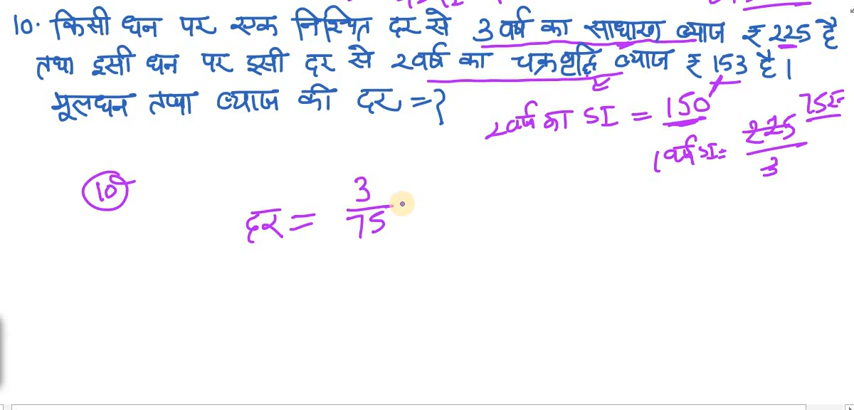 10. किसी धन पर एक निश्चित दर से 3 वर्ष का साधारण ब्याज ₹ 225 है
तथा इसी धन पर इसी दर से 2 वर्ष का चक्रवृद्धि ब्याज ₹ 153 है।
मूलधन तथा ब्याज की दर = ?
2 वर्ष का SI = 150
1 वर्ष SI = 225/3 75
10
दर = 3/75